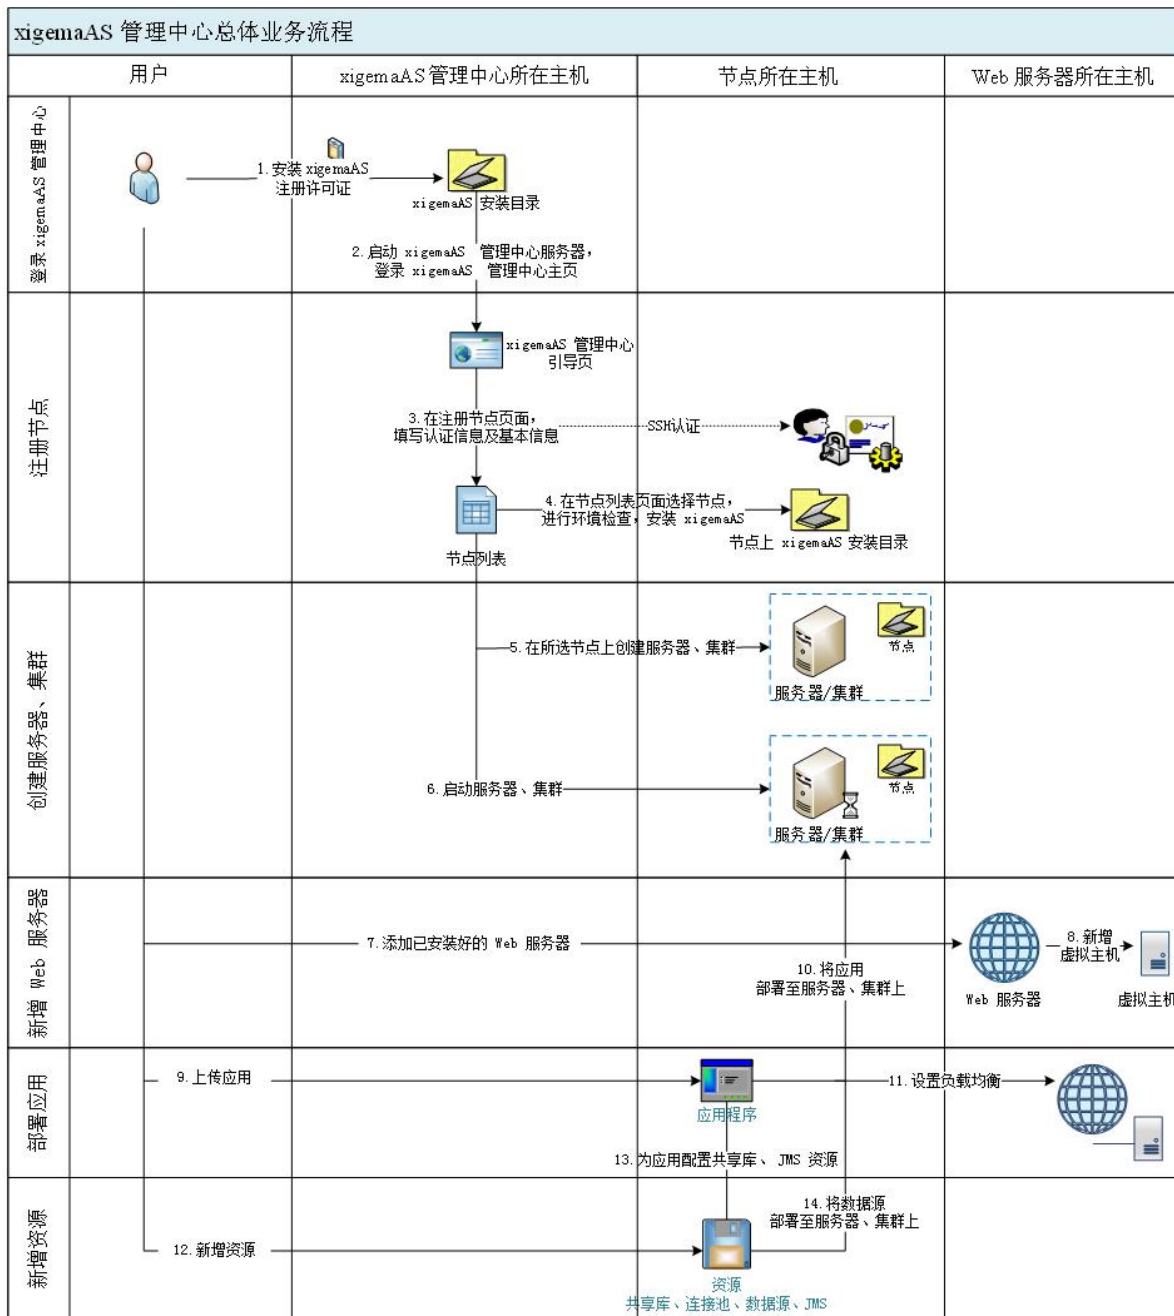 xigemaAS 管理中心总体业务流程
用户
xigemaAS 管理中心所在主机
节点所在主机
Web 服务器所在主机
登录 xigemaAS 管理中心
1. 安装 xigemaAS
注册许可证
xigemaAS 安装目录
2. 启动 xigemaAS 管理中心服务器，
登录 xigemaAS 管理中心主页
注册节点
xigemaAS 管理中心
引导页
3. 在注册节点页面，
填写认证信息及基本信息
SSH认证
4. 在节点列表页面选择节点，
进行环境检查，安装 xigemaAS
节点列表
节点上 xigemaAS 安装目录
创建服务器、集群
5. 在所选节点上创建服务器、集群
节点
服务器/集群
6. 启动服务器、集群
节点
服务器/集群
新增 Web 服务器
7. 添加已安装好的 Web 服务器
8. 新增
虚拟主机
Web 服务器
虚拟主机
10. 将应用
部署至服务器、集群上
部署应用
9. 上传应用
应用程序
11. 设置负载均衡
13. 为应用配置共享库、 JMS 资源
新增资源
14. 将数据源
部署至服务器、集群上
12. 新增资源
资源
共享库、连接池、数据源、JMS